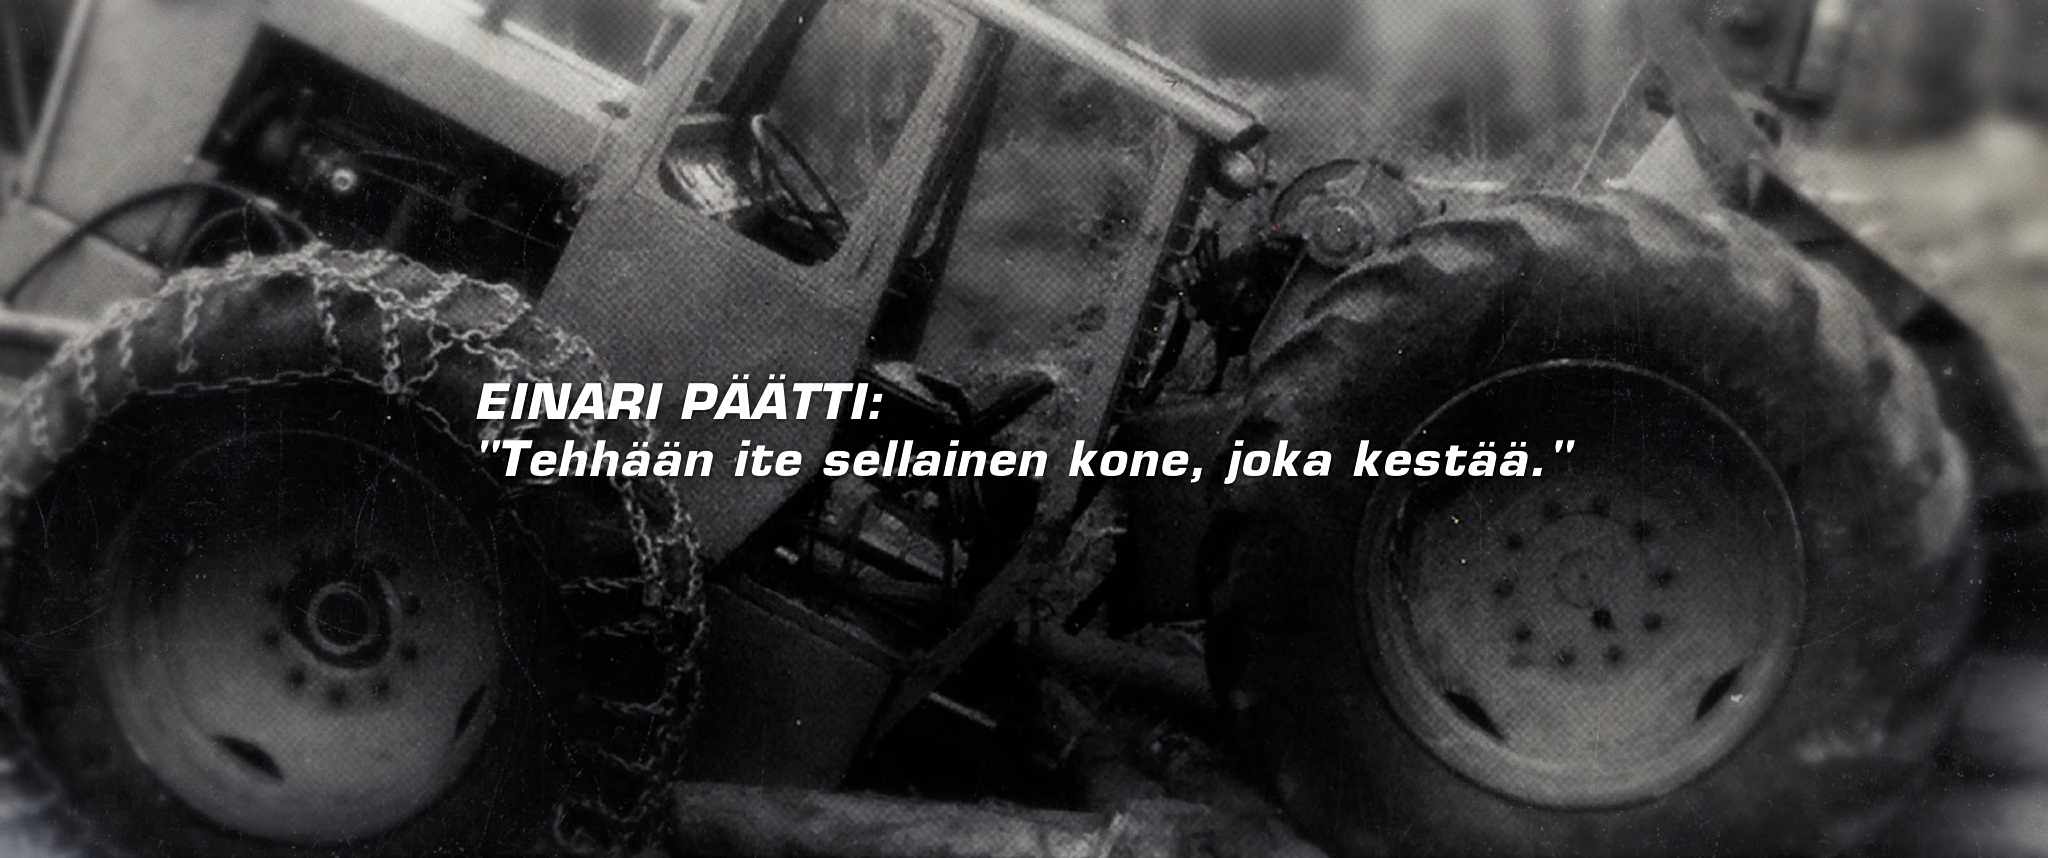 EINARI PÄÄTTI:
"Tehhään ite sellainen kone, joka kestää."